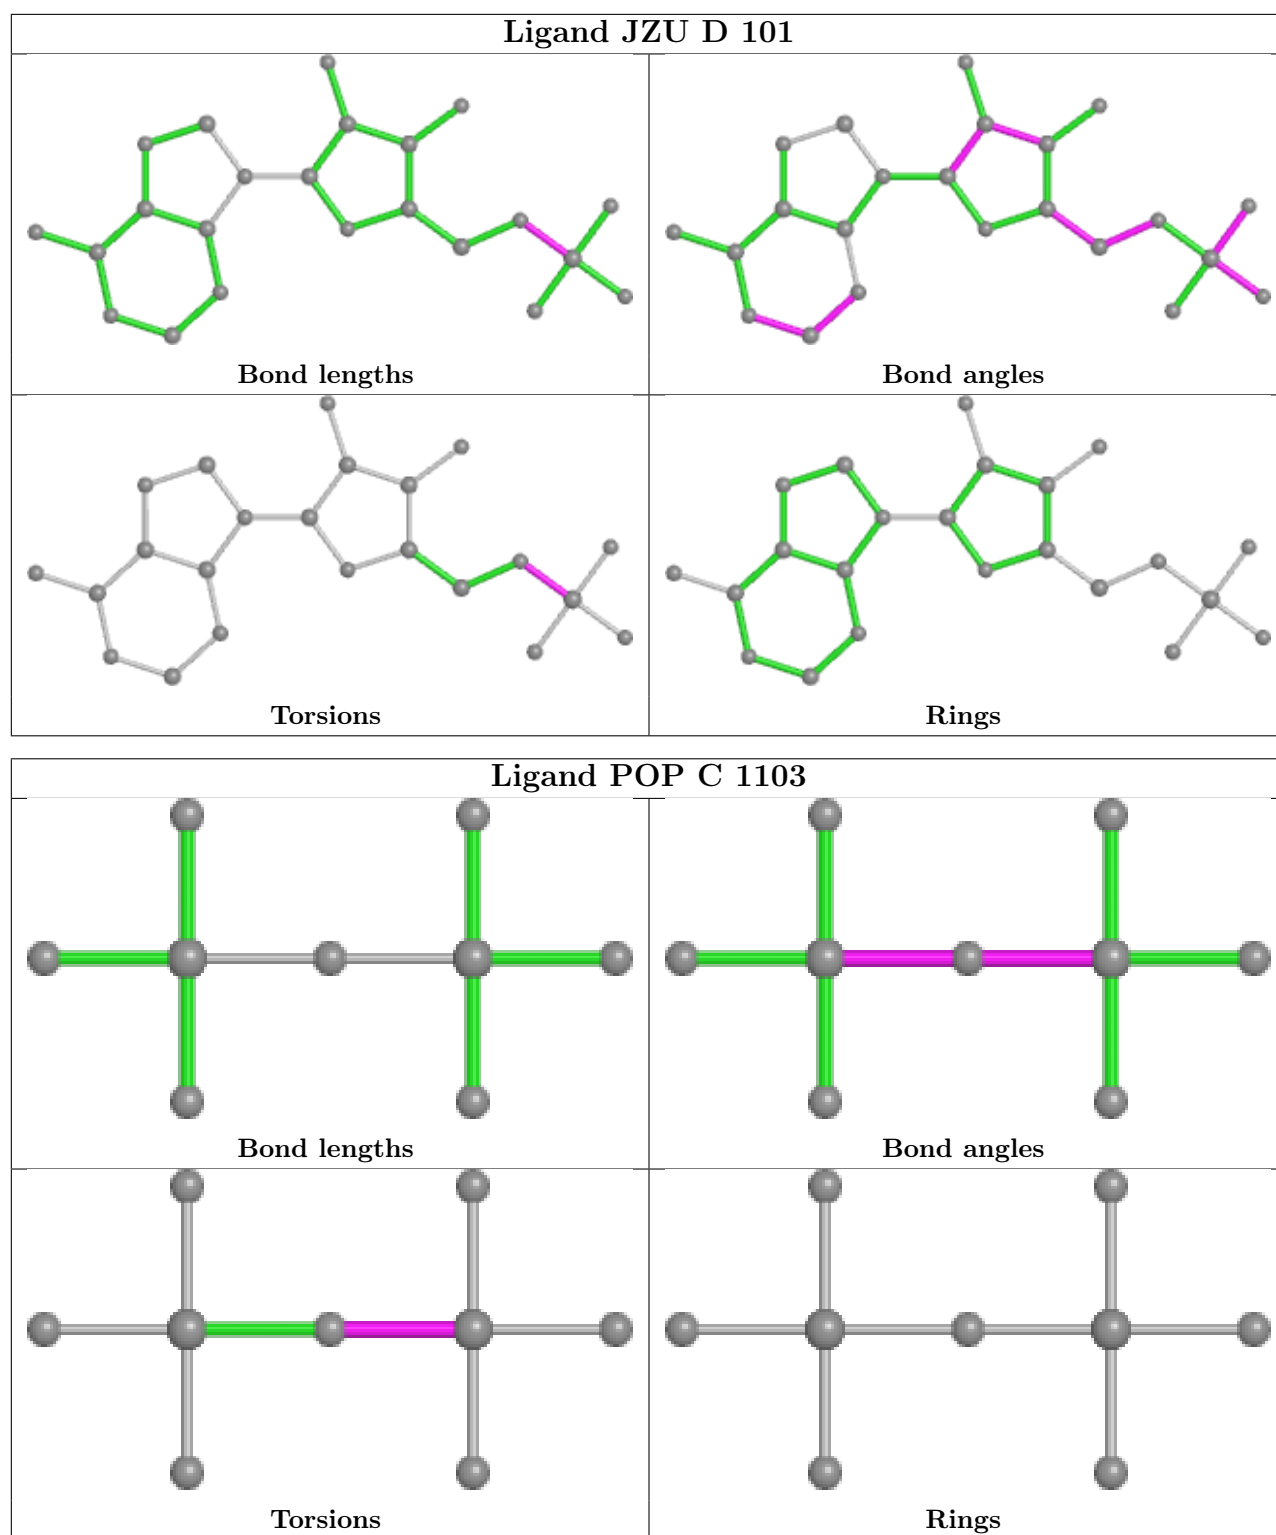 Ligand JZU D 101
Bond lengths
Bond angles
Torsions
Rings
Ligand POP C 1103
Bond lengths
Bond angles
Torsions
Rings